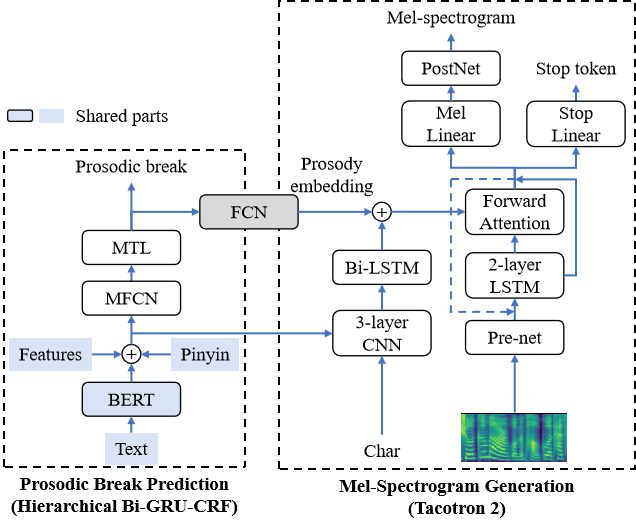 Mel-spectrogram
PostNet
Stop token
Mel
Linear
Stop
Linear
Shared parts
Prosodic break
Prosody
embedding
FCN
+
Forward
Attention
MTL
Bi-LSTM
2-layer
LSTM
MFCN
3-layer
CNN
Pre-net
Features
+
Pinyin
BERT
Text
Char
Prosodic Break Prediction
(Hierarchical Bi-GRU-CRF)
Mel-Spectrogram Generation
(Tacotron 2)